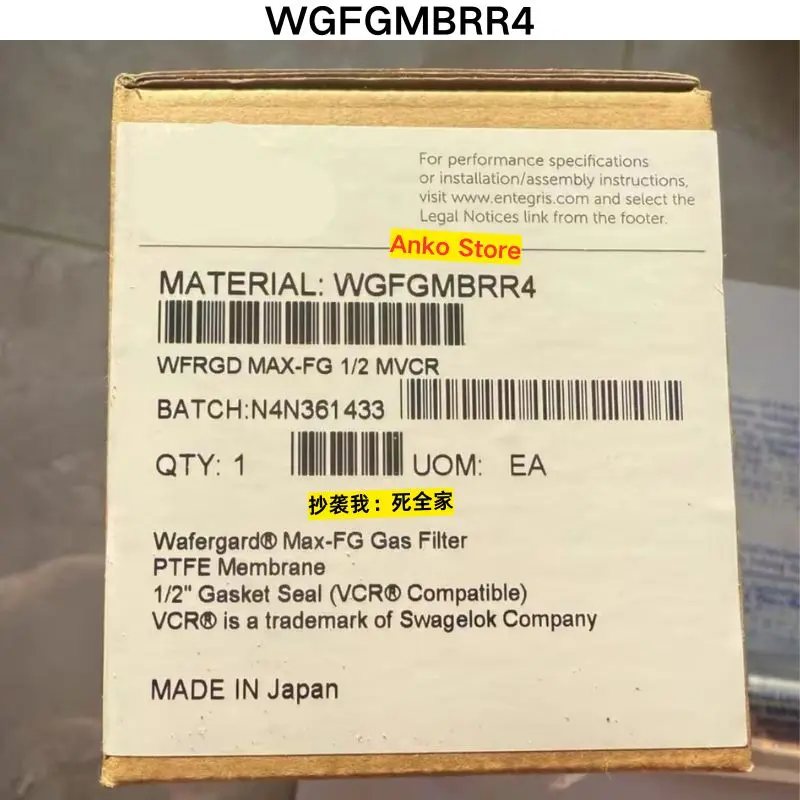 WGFGMBRR4
For performance specifications
or installation/assembly instructions,
visit www.entegris.com and select the
Legal Notices link from the footer.
Anko Store
MATERIAL: WGFGMBRR4
WFRGD MAX-FG 1/2 MVCR
BATCH:N4N361433
QTY: 1 UOM: EA
抄袭我：死全家
Wafergard® Max-FG Gas Filter
PTFE Membrane
1/2" Gasket Seal (VCR® Compatible)
VCR® is a trademark of Swagelok Company
MADE IN Japan